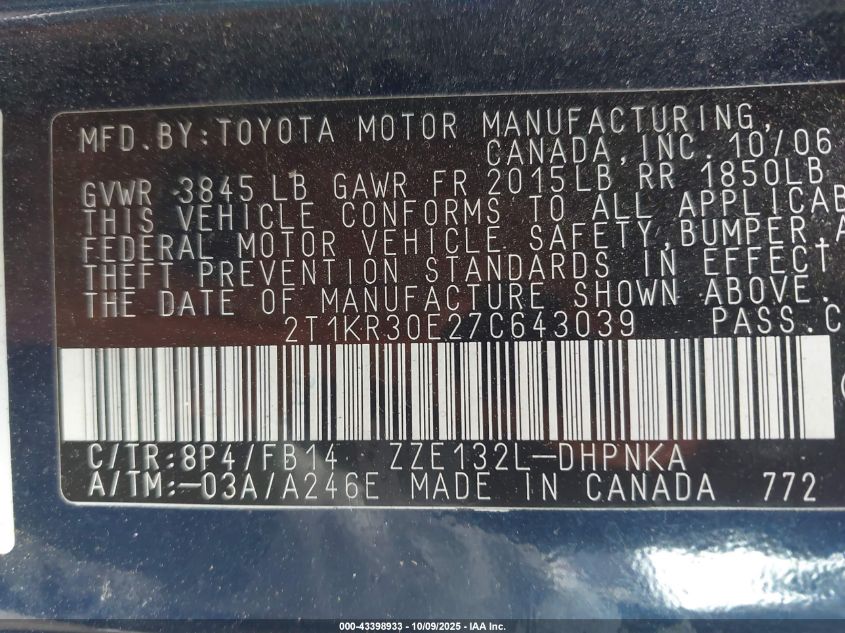 MFD.BY:TOYOTA MOTOR MANUFACTURING,
CANADA,INC. 10/06
GVWR 3845 LB GAWR FR 2015LB RR 1850LB
THIS VEHICLE CONFORMS TO ALL APPLICAB
FEDERAL MOTOR VEHICLE SAFETY,BUMPER,A
THEFT PREVENTION STANDARDS IN EFFECT
THE DATE OF MANUFACTURE SHOWN ABOVE.
2T1KR30E27C643039 PASS.C
C/TR:8P4/FB14 ZZE132L-DHPNKA
A/TM:-03A/A246E MADE IN CANADA 772
000-43398933 - 10/09/2025 - IAA Inc.